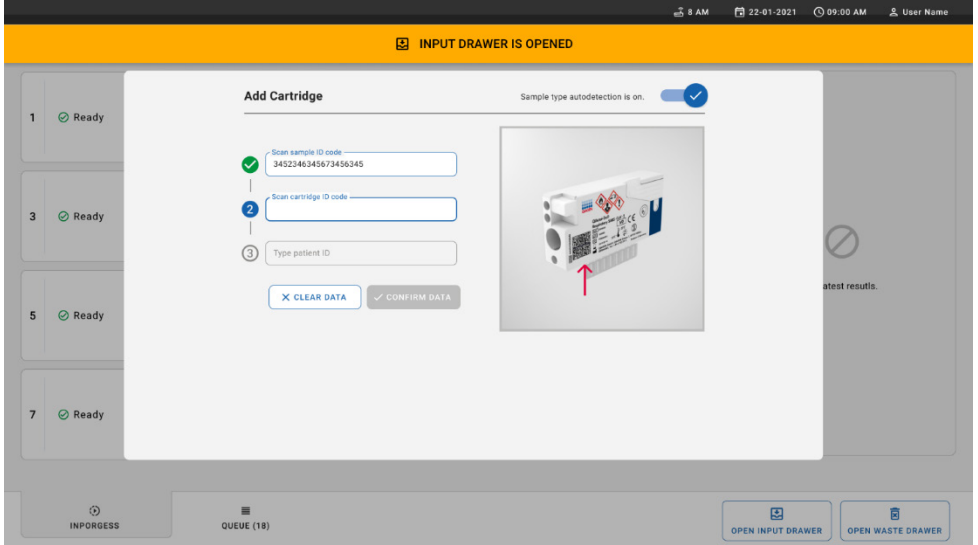 8 AM 22-01-2021 09:00 AM User Name
INPUT DRAWER IS OPENED
Add Cartridge
Sample type autodetection is on.
1 Ready
Scan sample ID code
3452346345673456345
2 Scan cartridge ID code
3 Ready
3 Type patient ID
CLEAR DATA
CONFIRM DATA
atest resutls.
5 Ready
7 Ready
INPORGESS
QUEUE (18)
OPEN INPUT DRAWER
OPEN WASTE DRAWER